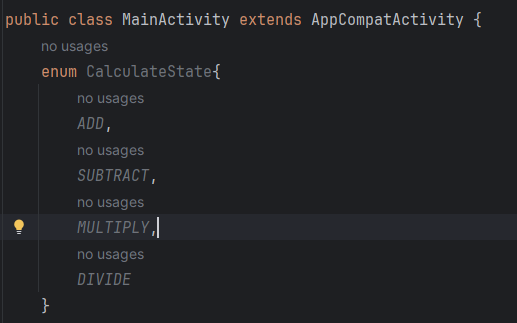 public class MainActivity extends AppCompatActivity {
no usages
enum CalculateState{
no usages
ADD,
no usages
SUBTRACT,
no usages
MULTIPLY,
no usages
DIVIDE
}